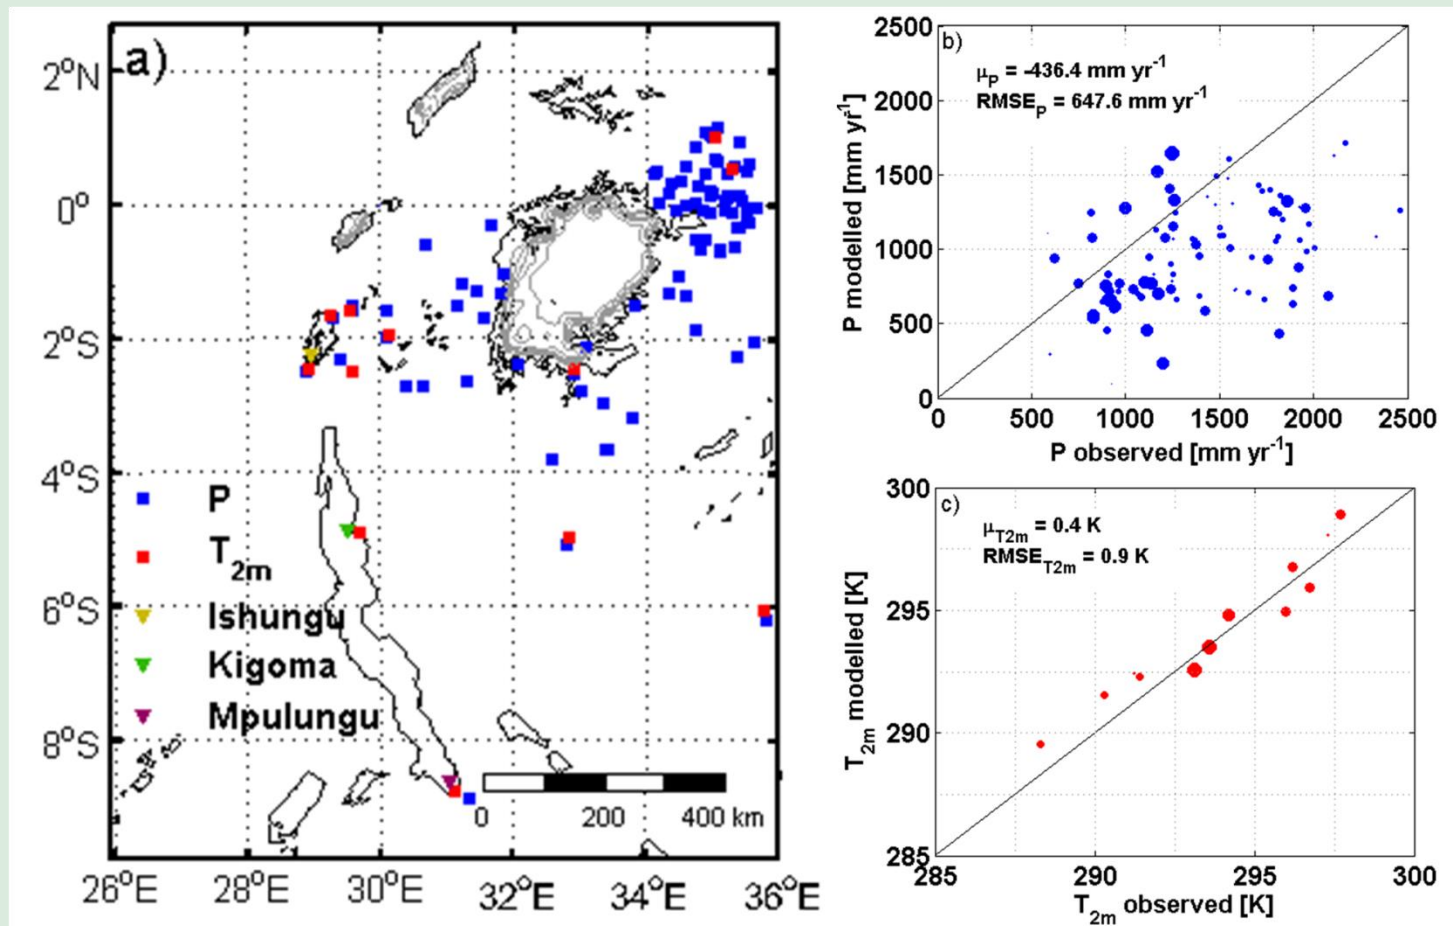 a)
2°N
0°
2°S
4°S
6°S
8°S
P
T2m
Ishungu
Kigoma
Mpulungu
0 200 400 km
26°E 28°E 30°E 32°E 34°E 36°E
b)
μP = -436.4 mm yr-1
RMSEP = 647.6 mm yr-1
P modelled [mm yr-1]
2500
2000
1500
1000
500
0
0 500 1000 1500 2000 2500
P observed [mm yr-1]
c)
μT2m = 0.4 K
RMSET2m = 0.9 K
T2m modelled [K]
300
295
290
285
285 290 295 300
T2m observed [K]